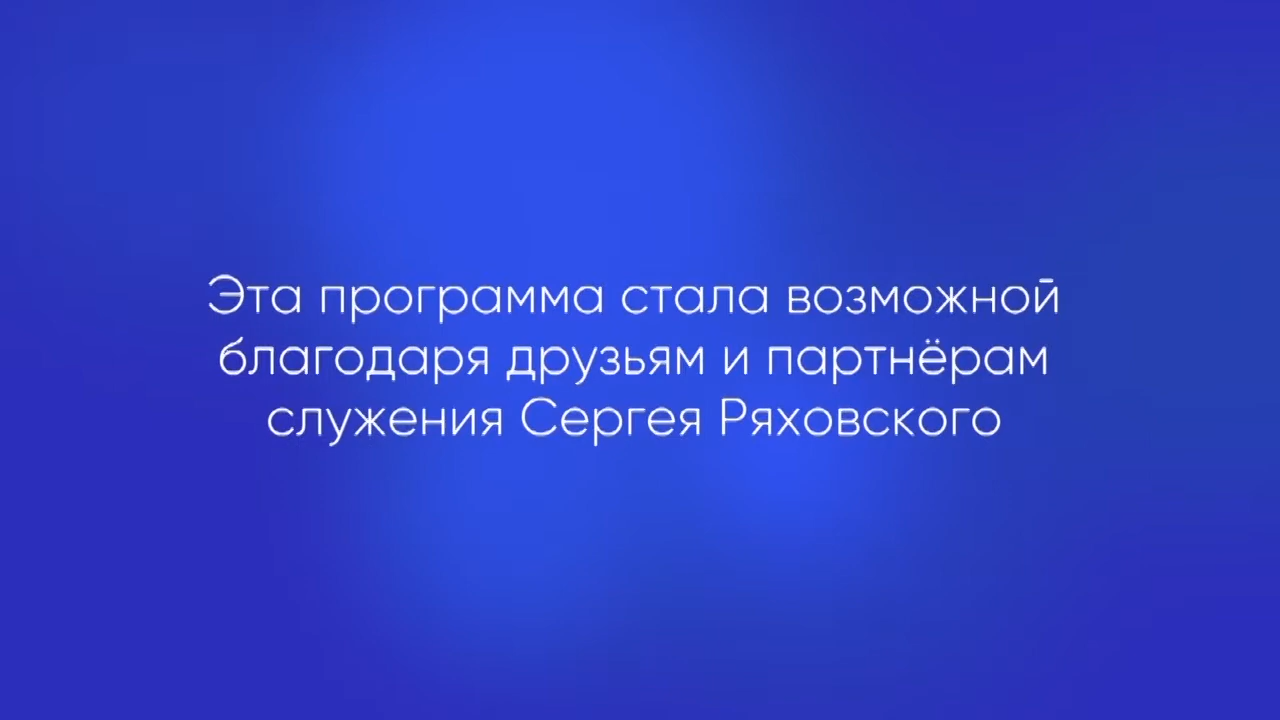 Эта программа стала возможной
благодаря друзьям и партнёрам
служения Сергея Ряховского